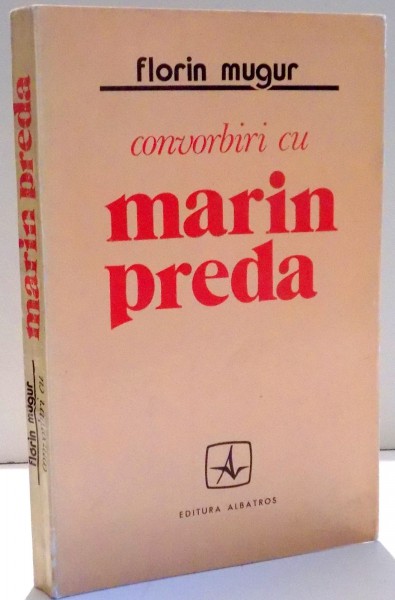 florin mugur
convorbiri cu
marin
preda
EDITURA ALBATROS
marin preda
florin mugur
convorbiri cu